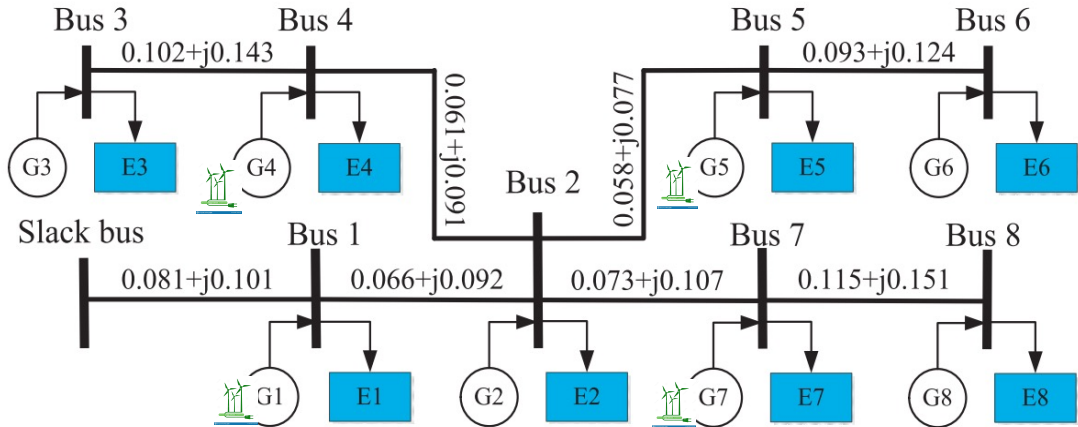 Bus 3
Bus 4
Bus 5
Bus 6
0.102+j0.143
0.093+j0.124
0.061+j0.091
0.058+j0.077
G3
E3
G4
E4
G5
E5
G6
E6
Bus 2
Slack bus
Bus 1
Bus 7
Bus 8
0.081+j0.101
0.066+j0.092
0.073+j0.107
0.115+j0.151
G1
E1
G2
E2
G7
E7
G8
E8